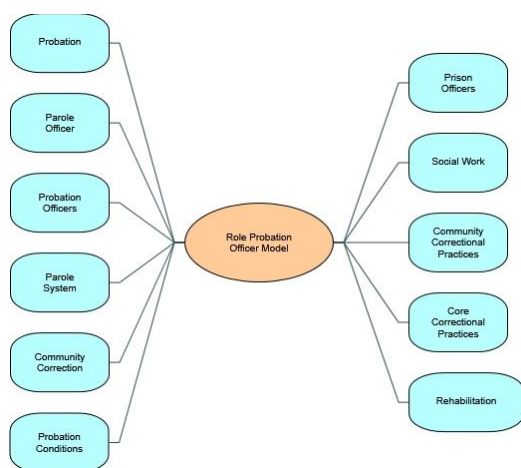 Probation
Parole
Officer
Probation
Officers
Parole
System
Community
Correction
Probation
Conditions
Role Probation
Officer Model
Prison
Officers
Social Work
Community
Correctional
Practices
Core
Correctional
Practices
Rehabilitation